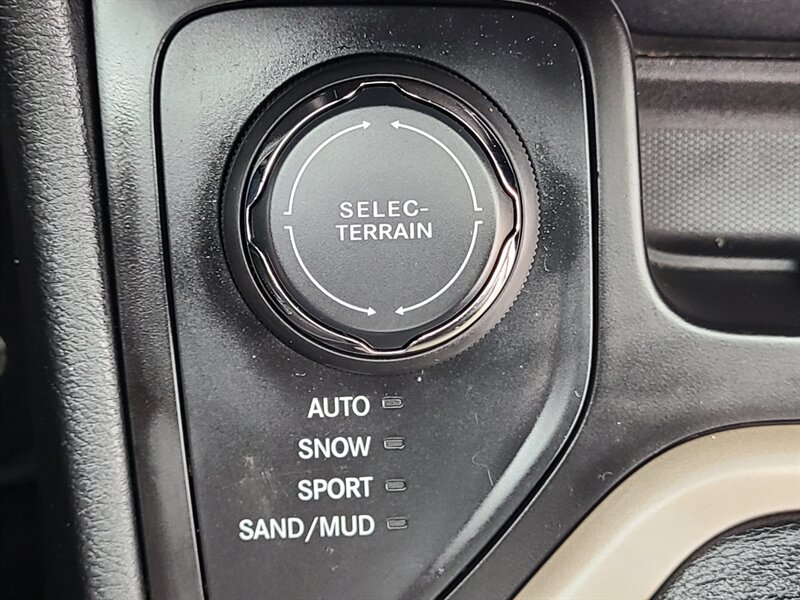 SELEC-
TERRAIN
AUTO
SNOW
SPORT
SAND/MUD